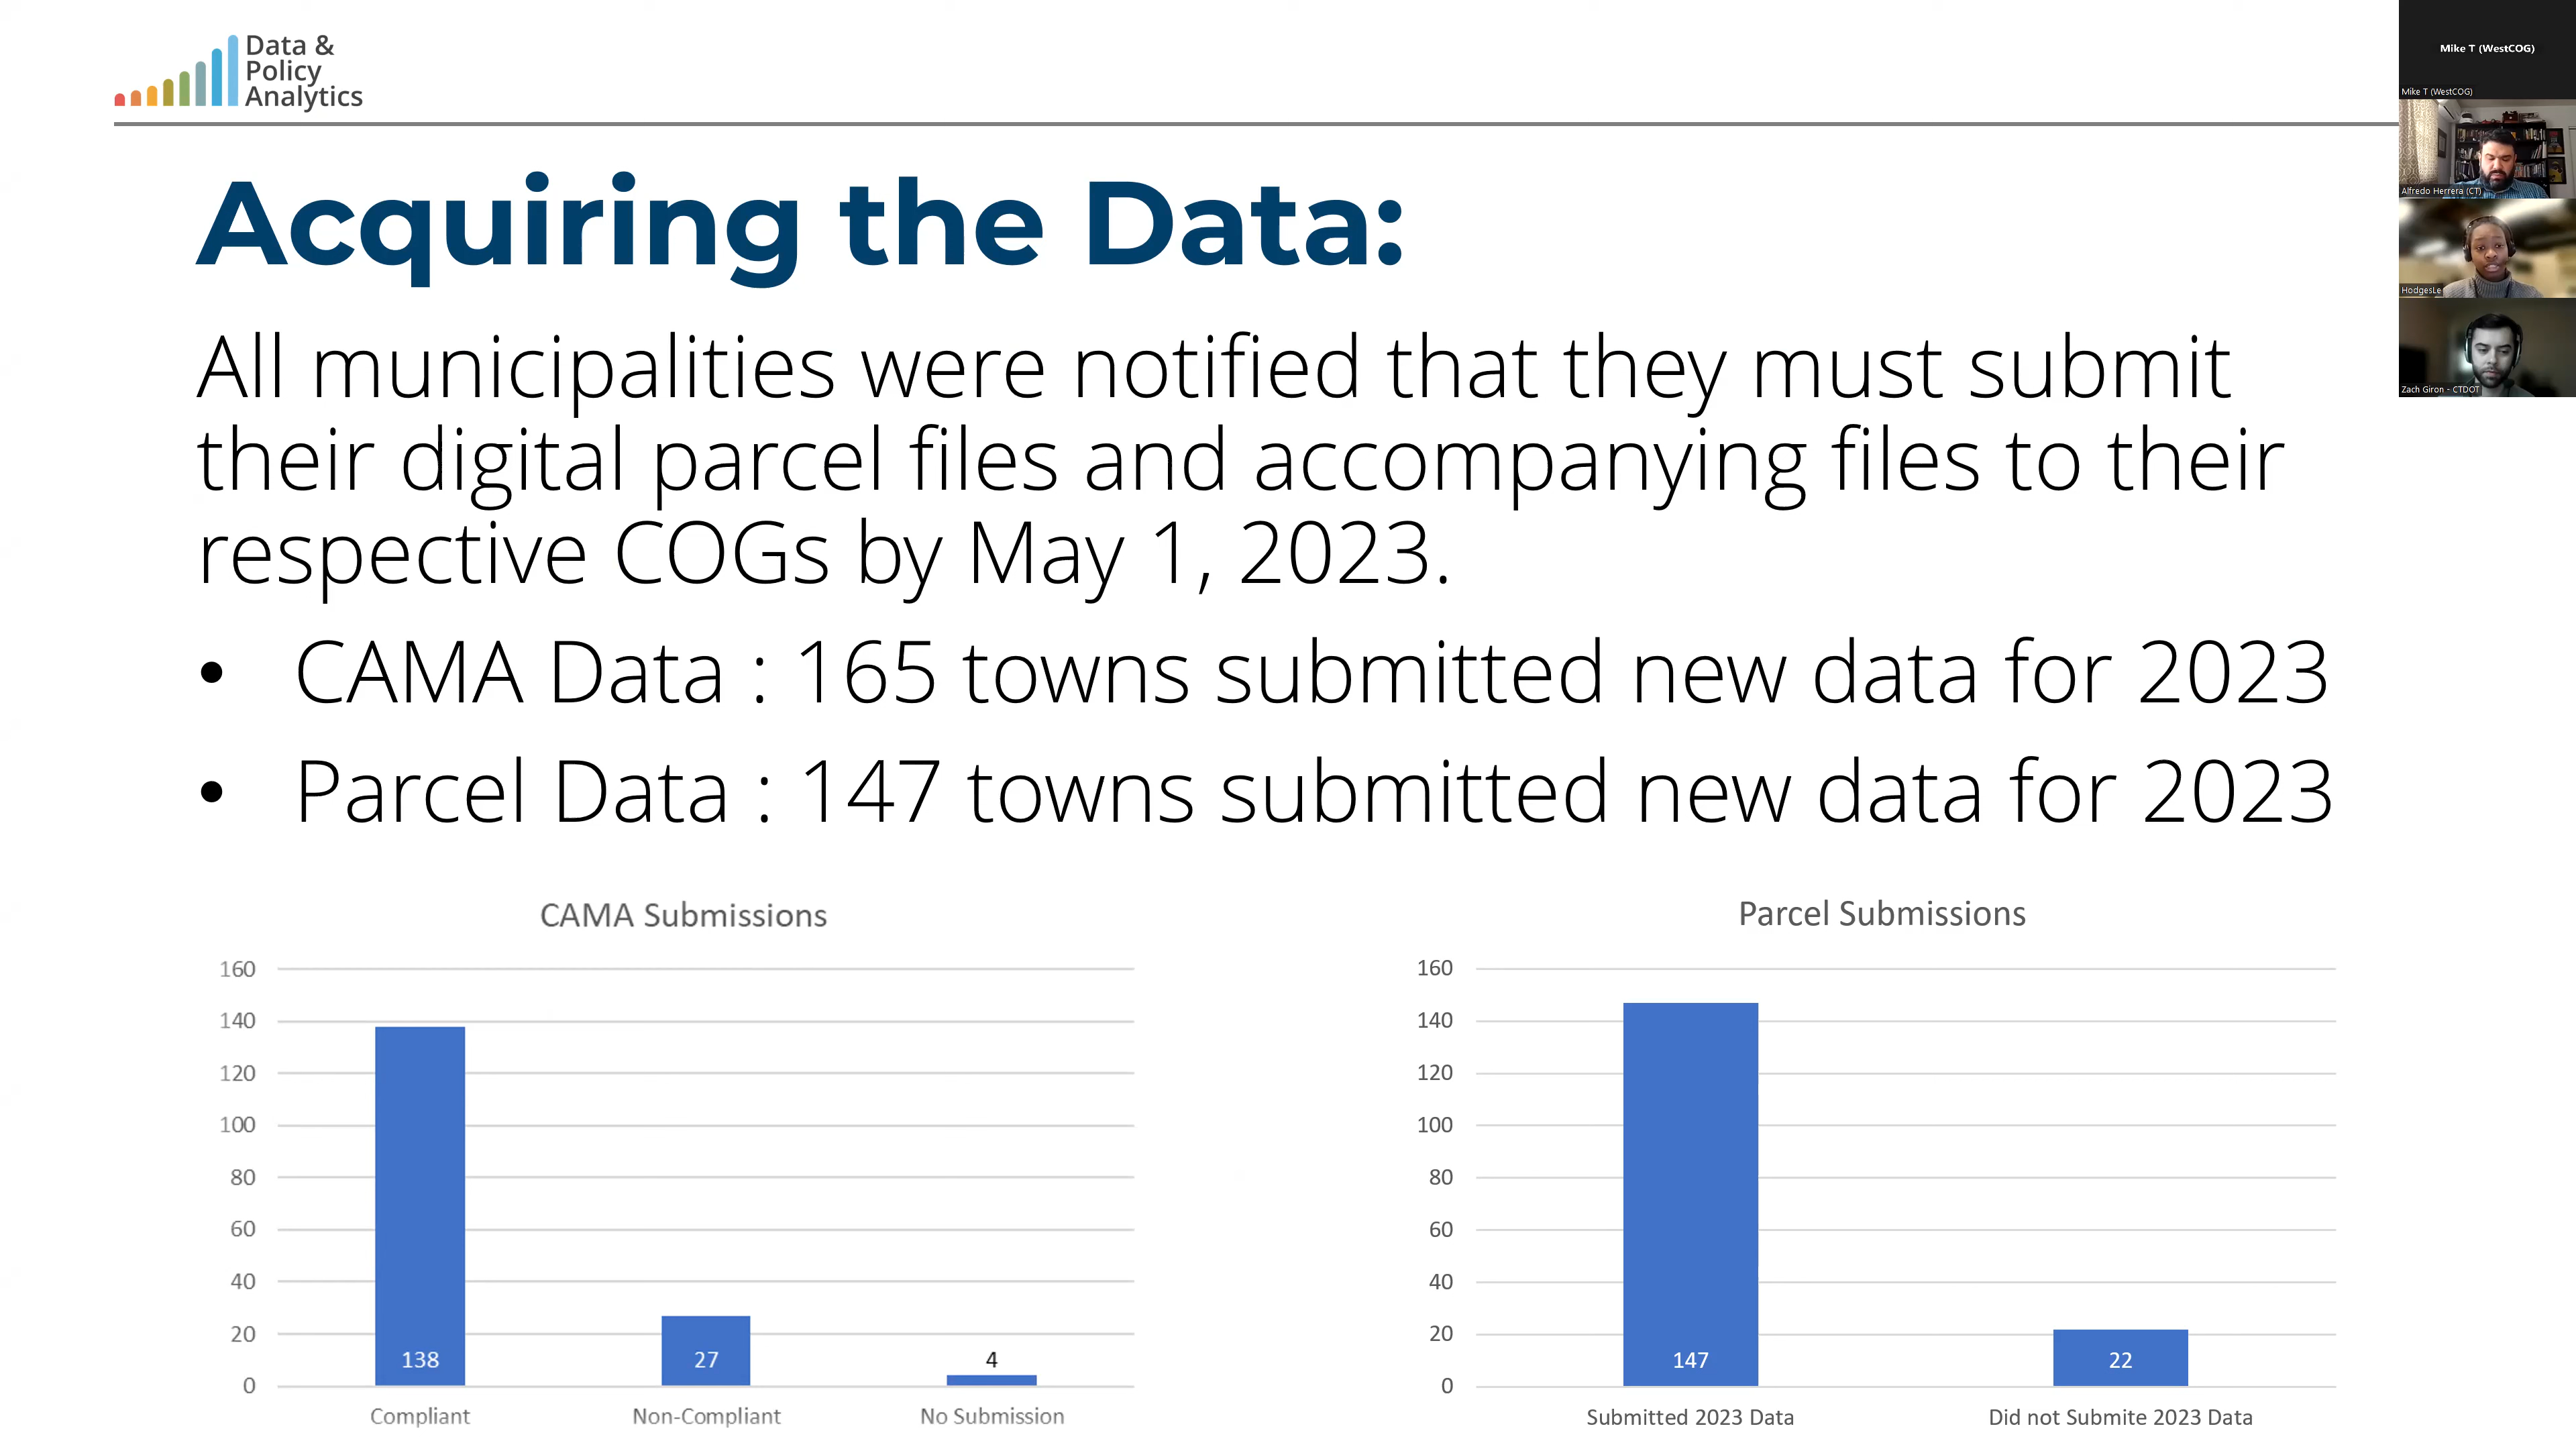 Data &
Policy
Analytics
Mike T (WestCOG)
Mike T (WestCOG)
Alfredo Herrera (CT)
HodgesLe
Zach Giron - CTDOT
Acquiring the Data:
All municipalities were notified that they must submit
their digital parcel files and accompanying files to their
respective COGs by May 1, 2023.
• CAMA Data : 165 towns submitted new data for 2023
• Parcel Data : 147 towns submitted new data for 2023
CAMA Submissions
160
140
120
100
80
60
40
20
0
138
27
4
Compliant
Non-Compliant
No Submission
Parcel Submissions
160
140
120
100
80
60
40
20
0
147
22
Submitted 2023 Data
Did not Submite 2023 Data